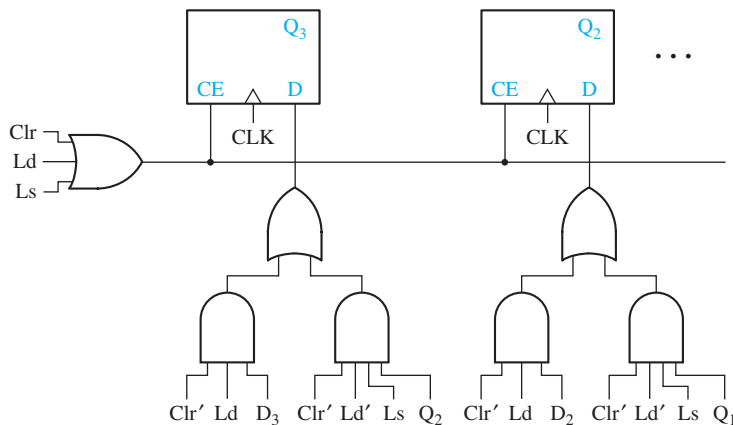 Q₃ Q₂ • • •
CE D CE D
Clr CLK CLK
Ld
Ls
Clr′ Ld D₃ Clr′ Ld′ Ls Q₂ Clr′ Ld D₂ Clr′ Ld′ Ls Q₁